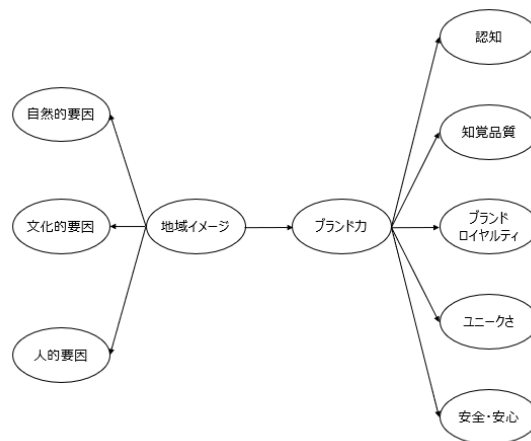 認知
自然的要因
知覚品質
文化的要因
地域イメージ
ブランド力
ブランド
ロイヤルティ
ユニークさ
人的要因
安全・安心